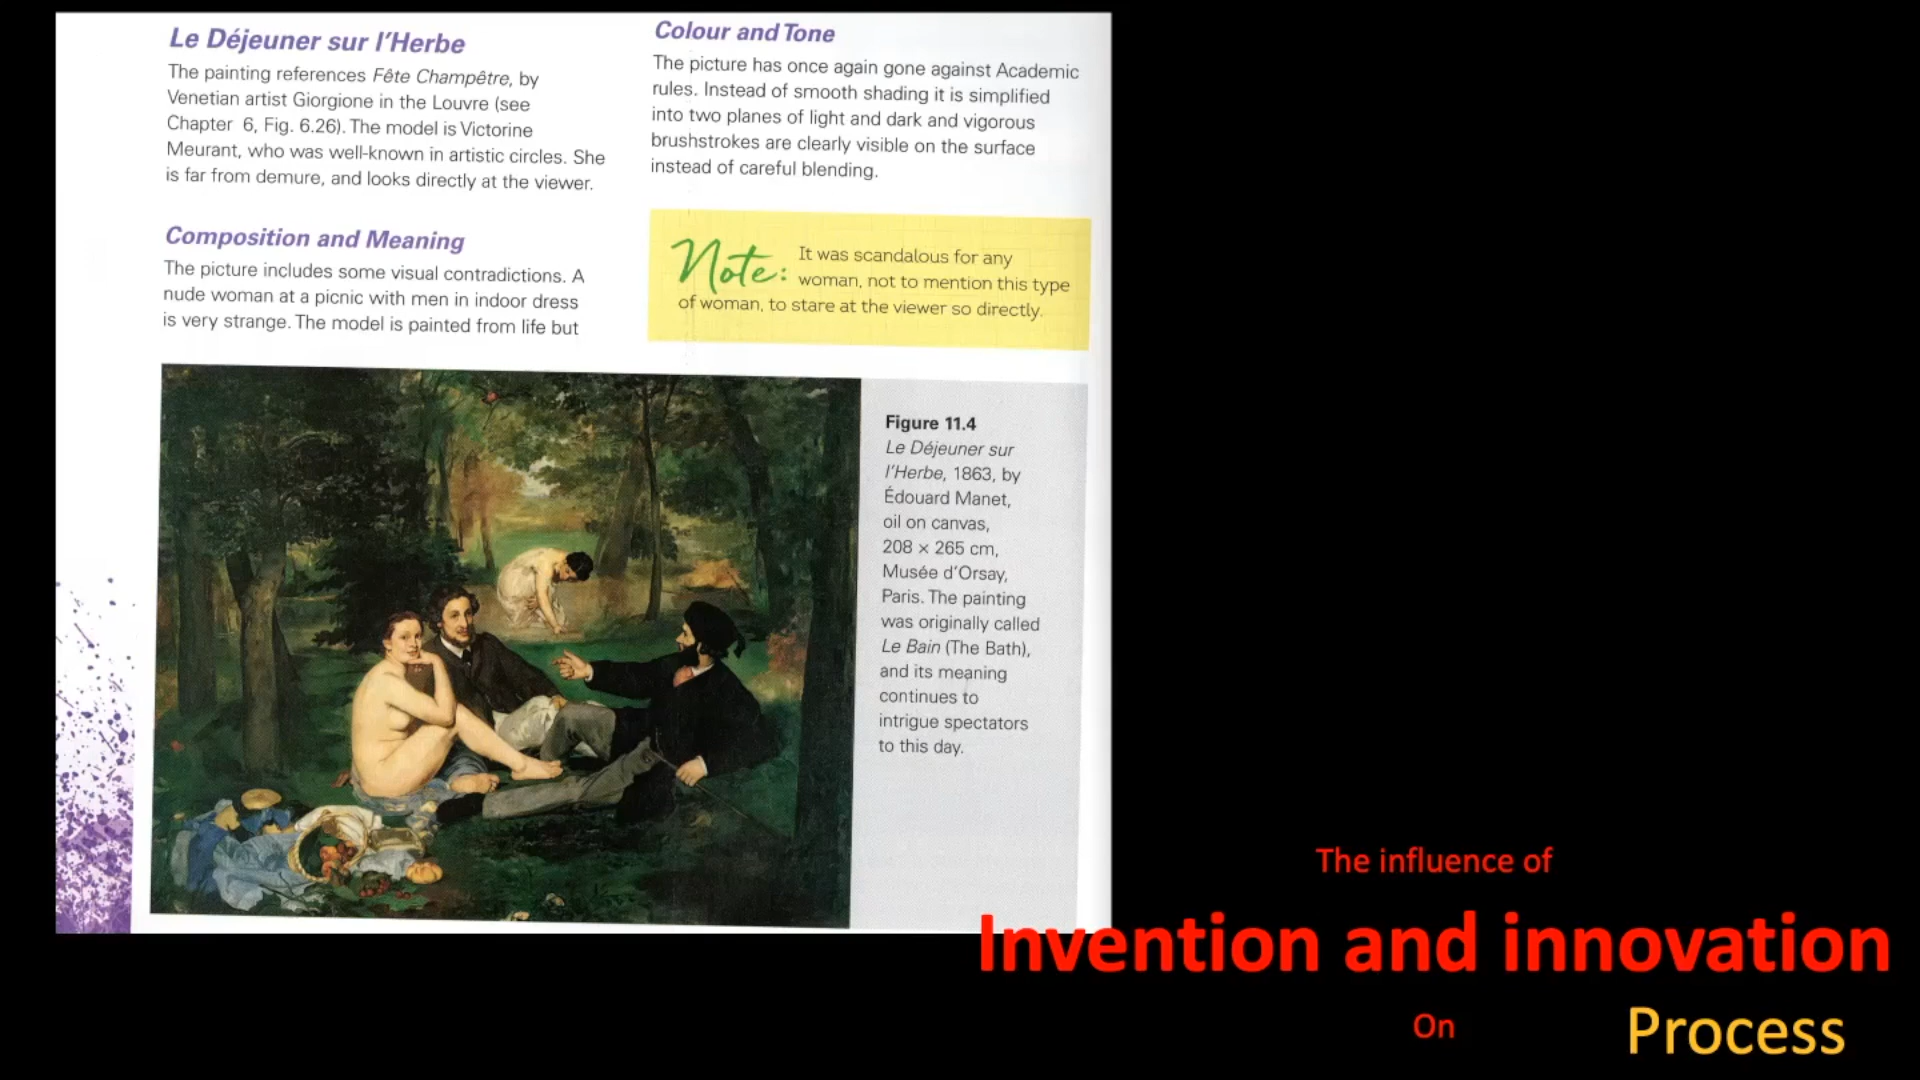 Le Déjeuner sur l'Herbe
The painting references Fête Champêtre, by
Venetian artist Giorgione in the Louvre (see
Chapter 6, Fig. 6.26). The model is Victorine
Meurant, who was well-known in artistic circles. She
is far from demure, and looks directly at the viewer.
Composition and Meaning
The picture includes some visual contradictions. A
nude woman at a picnic with men in indoor dress
is very strange. The model is painted from life but
Colour and Tone
The picture has once again gone against Academic
rules. Instead of smooth shading it is simplified
into two planes of light and dark and vigorous
brushstrokes are clearly visible on the surface
instead of careful blending.
Note: It was scandalous for any
woman, not to mention this type
of woman, to stare at the viewer so directly.
Figure 11.4
Le Déjeuner sur
l'Herbe, 1863, by
Édouard Manet,
oil on canvas,
208 × 265 cm,
Musée d'Orsay,
Paris. The painting
was originally called
Le Bain (The Bath),
and its meaning
continues to
intrigue spectators
to this day.
The influence of
Invention and innovation
On Process